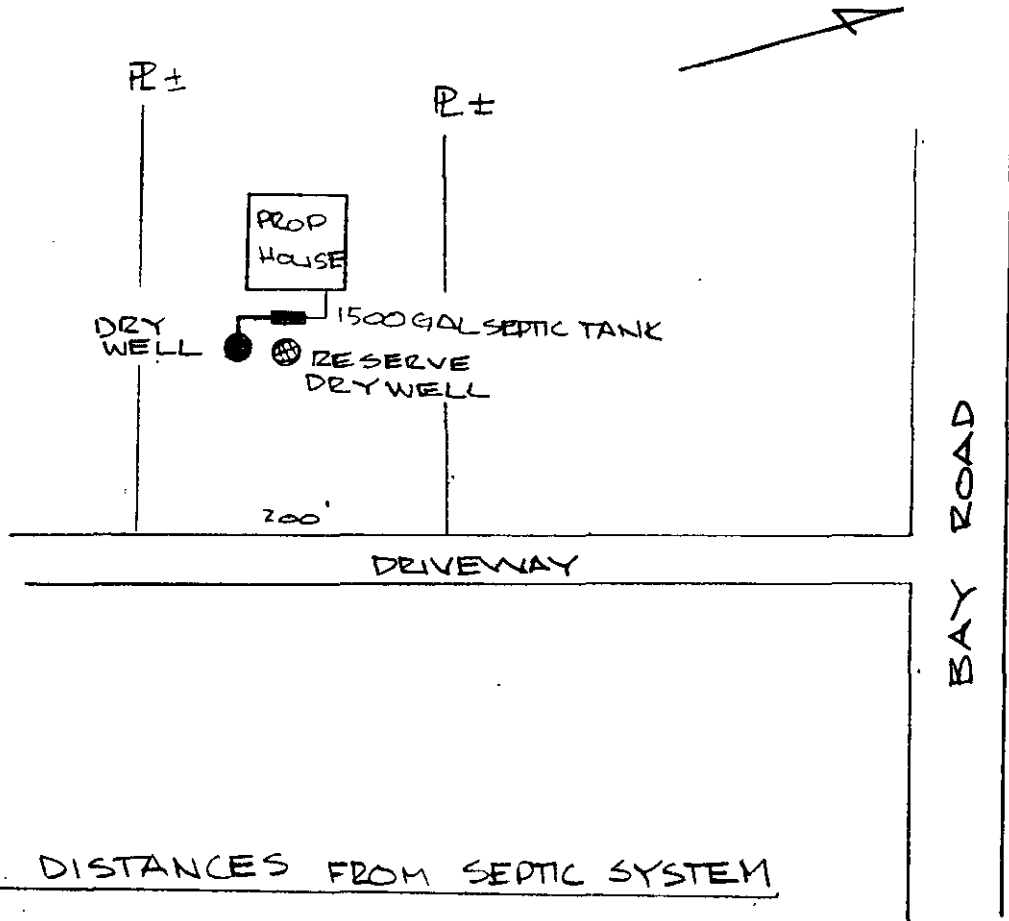 PL ±
PL ±
PROP
HOUSE
DRY
WELL
1500 GAL SEPTIC TANK
RESERVE
DRYWELL
200'
DRIVEWAY
BAY ROAD
DISTANCES FROM SEPTIC SYSTEM